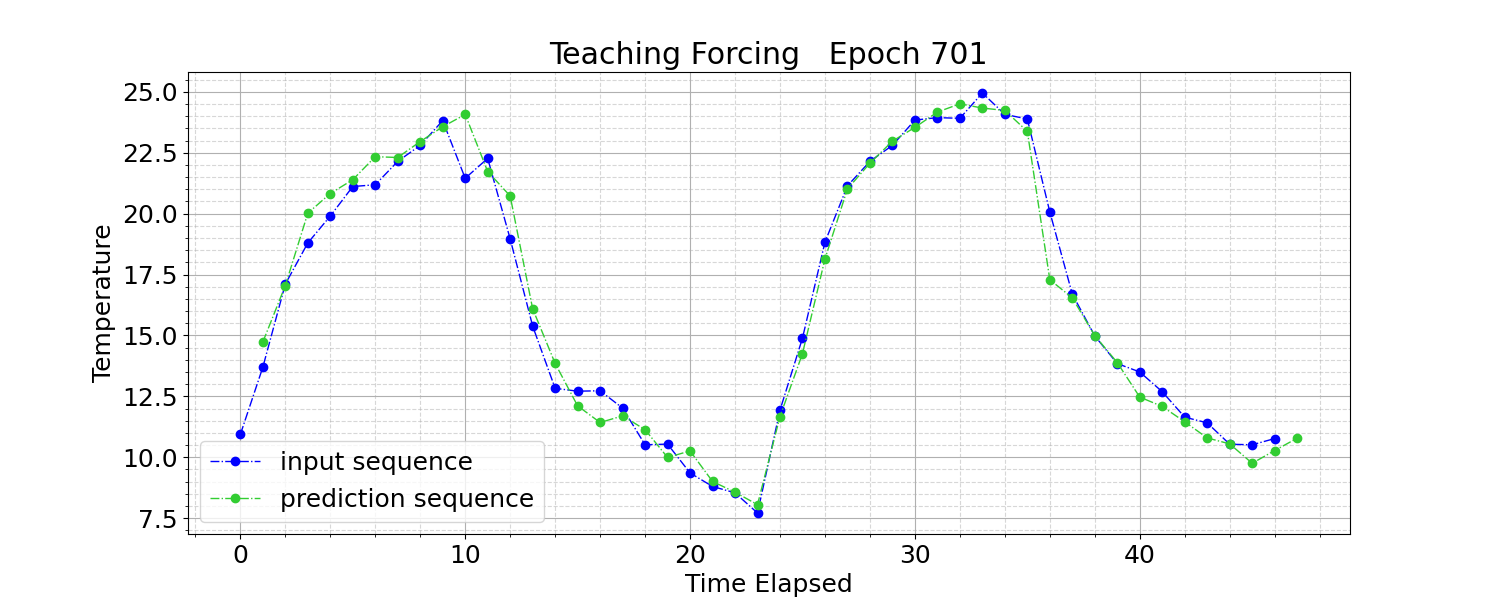 Teaching Forcing   Epoch 701
25.0
22.5
20.0
17.5
15.0
12.5
10.0
7.5
Temperature
input sequence
prediction sequence
0 10 20 30 40
Time Elapsed